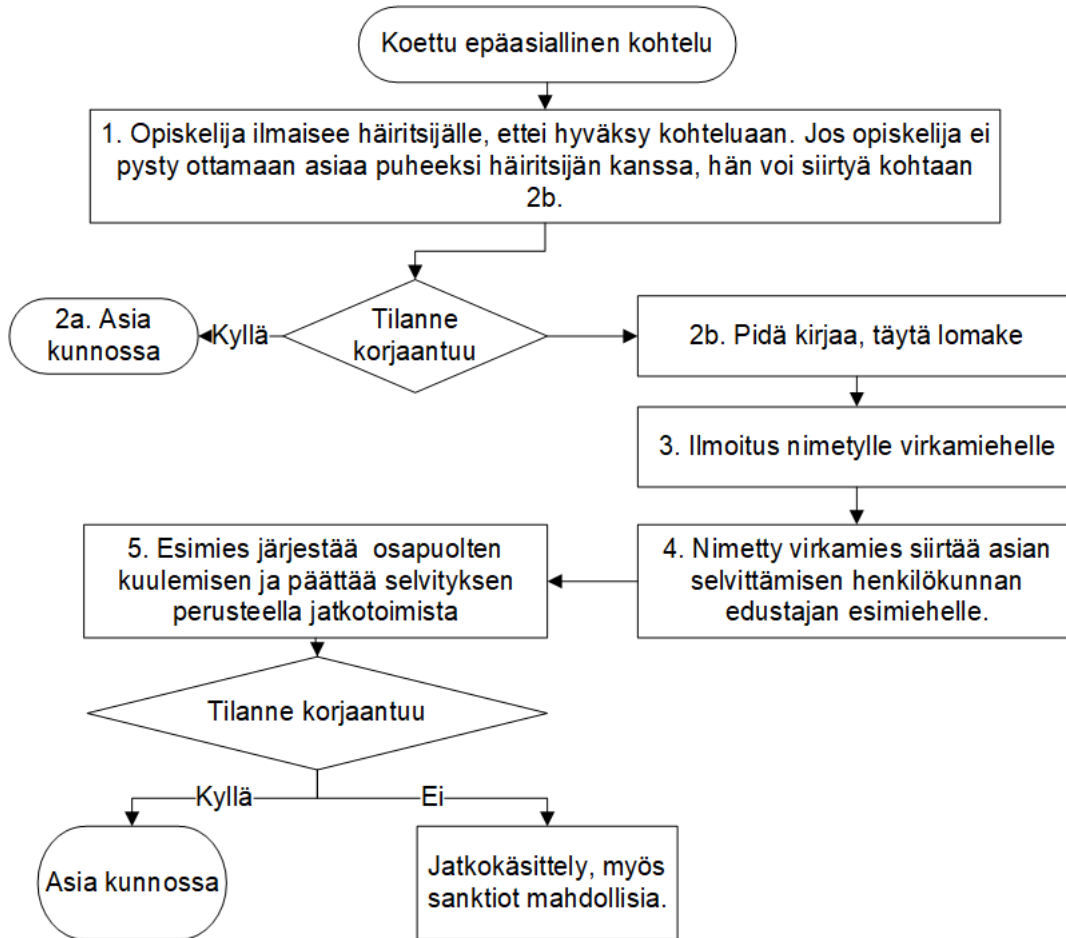 Koettu epäasiallinen kohtelu
1. Opiskelija ilmaisee häiritsijälle, ettei hyväksy kohteluaan. Jos opiskelija ei
pysty ottamaan asiaa puheeksi häiritsijän kanssa, hän voi siirtyä kohtaan
2b.
2a. Asia
kunnossa
Kyllä
Tilanne
korjaantuu
2b. Pidä kirjaa, täytä lomake
3. Ilmoitus nimetylle virkamiehelle
4. Nimetty virkamies siirtää asian
selvittämisen henkilökunnan
edustajan esimiehelle.
5. Esimies järjestää osapuolten
kuulemisen ja päättää selvityksen
perusteella jatkotoimista
Tilanne korjaantuu
Kyllä
Ei
Asia kunnossa
Jatkokäsittely, myös
sanktiot mahdollisia.